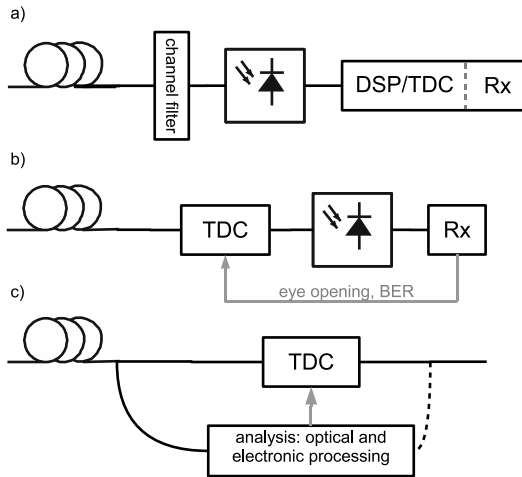 a)
channel filter
DSP/TDC
Rx
b)
TDC
Rx
eye opening, BER
c)
TDC
analysis: optical and
electronic processing